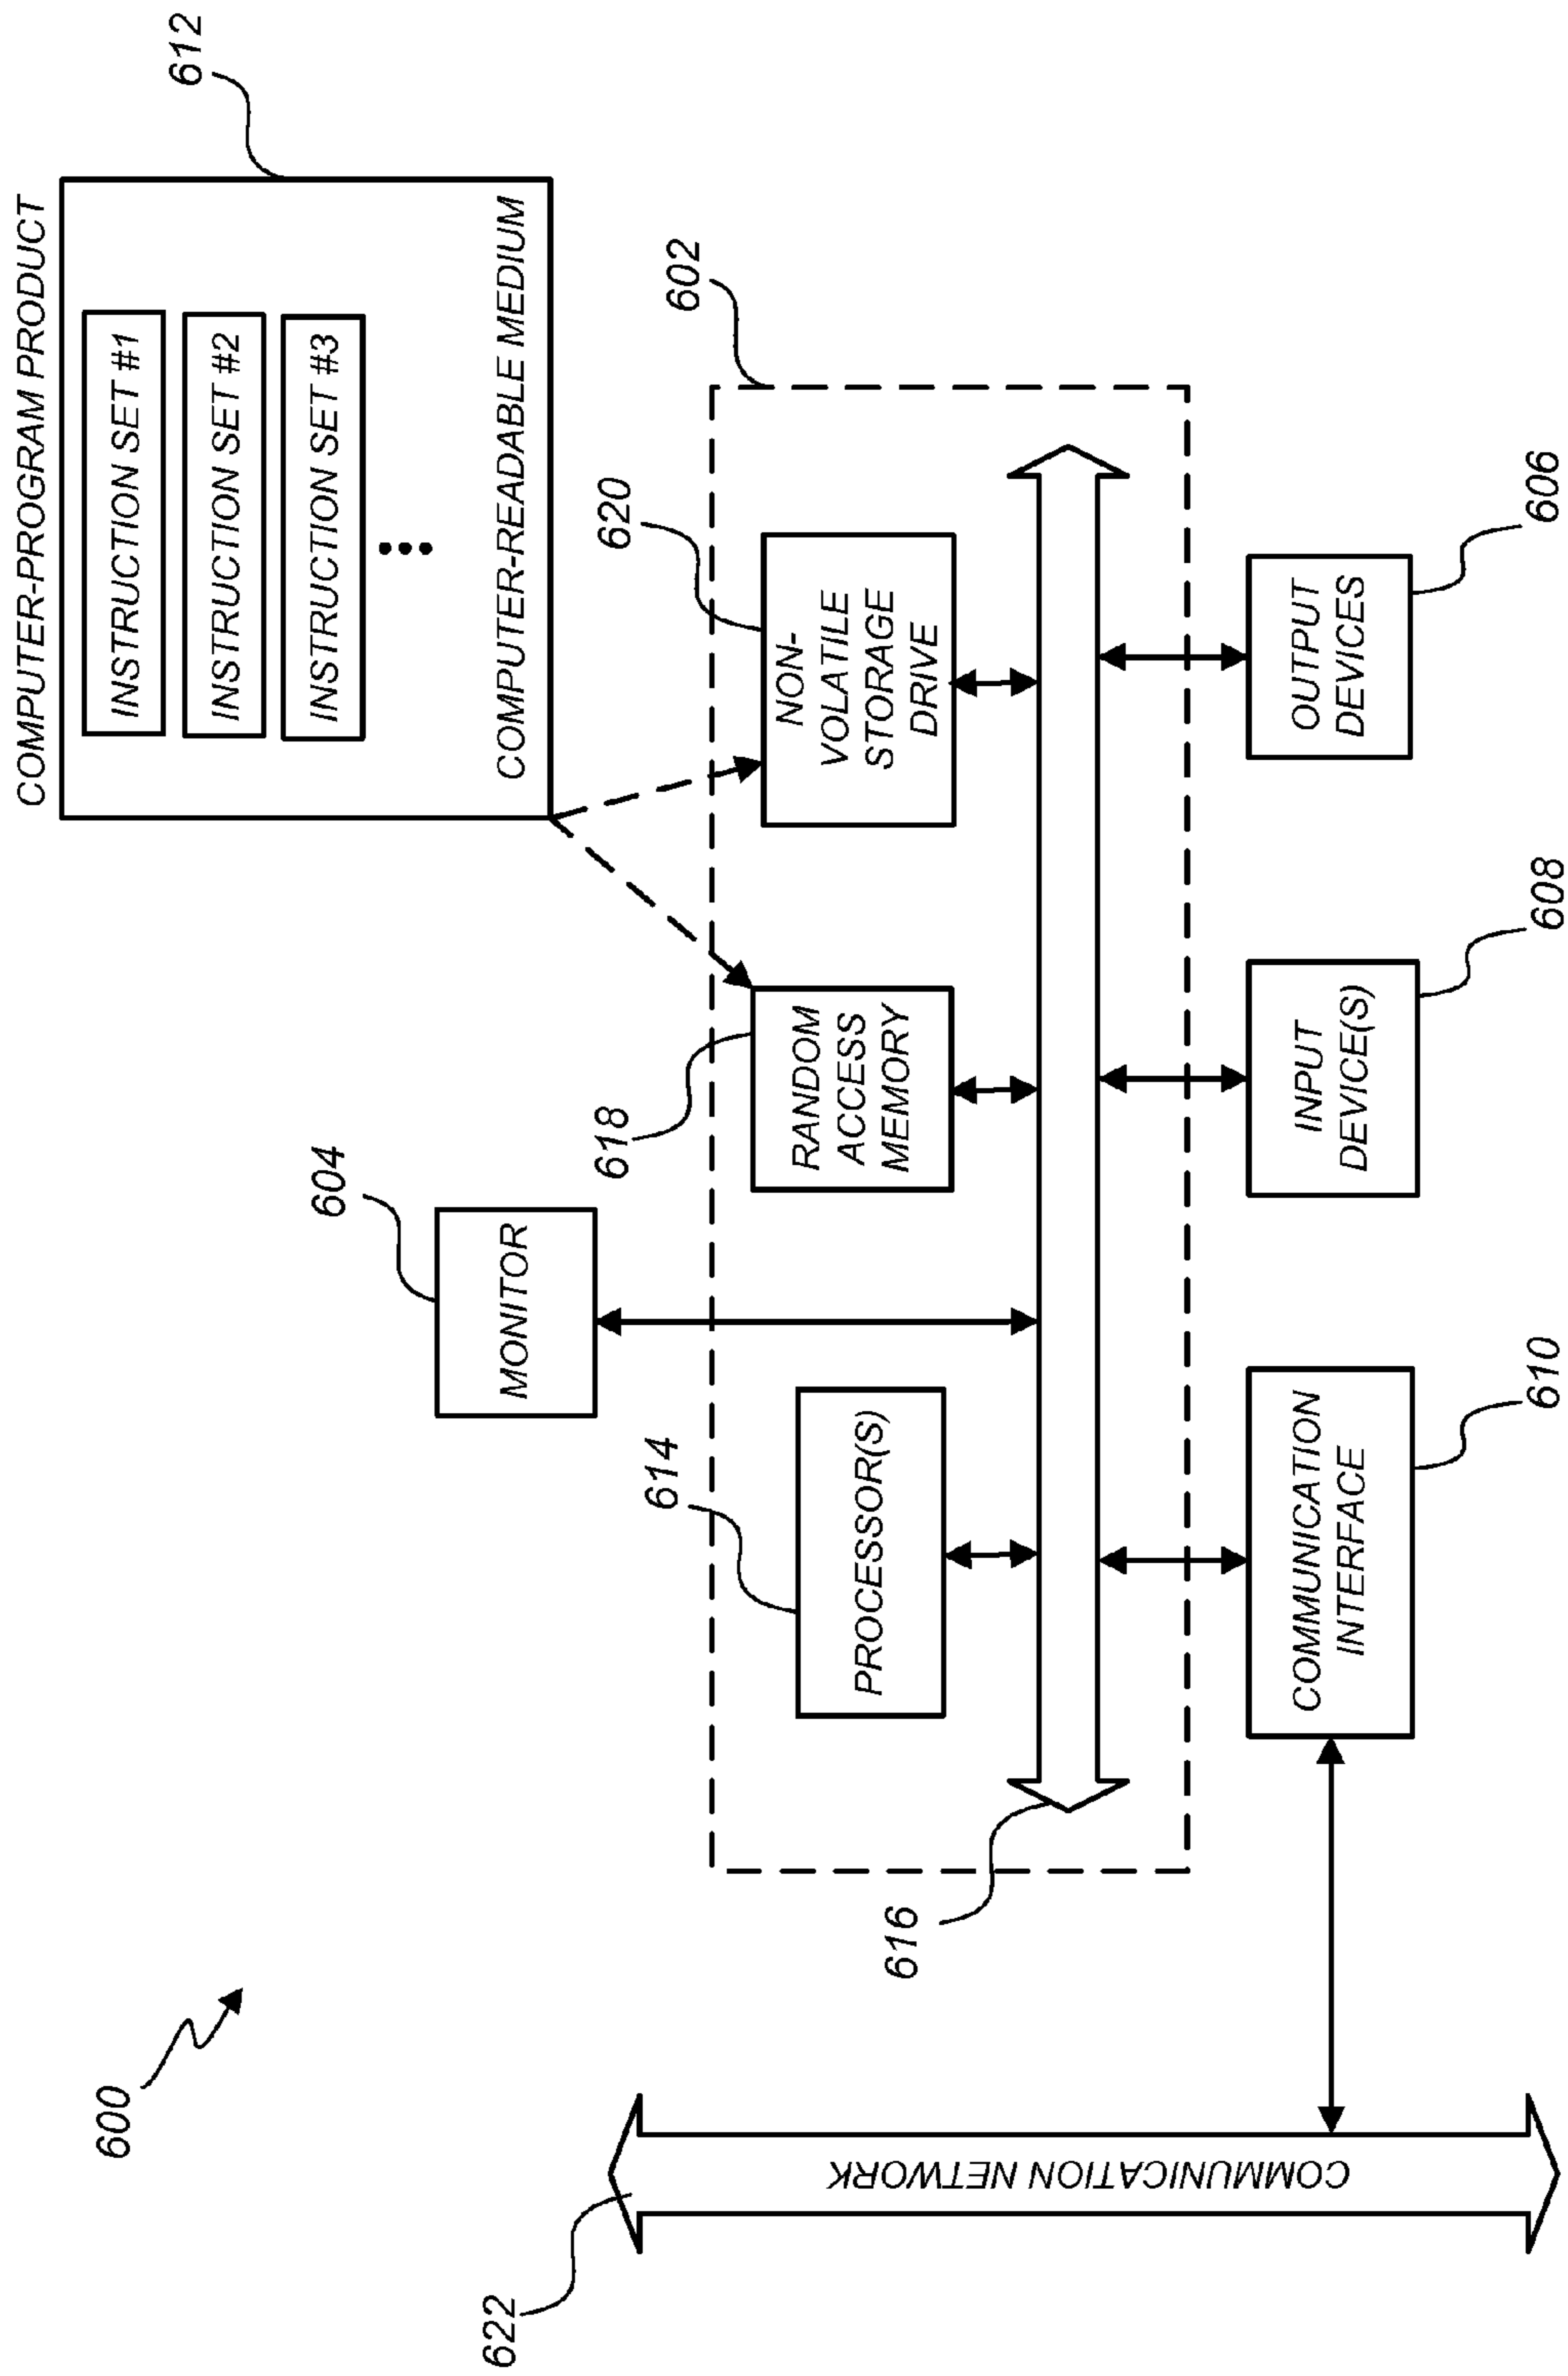 600
COMPUTER-PROGRAM PRODUCT
INSTRUCTION SET #1
INSTRUCTION SET #2
INSTRUCTION SET #3
COMPUTER-READABLE MEDIUM
612
604
MONITOR
602
614
PROCESSOR(S)
618
RANDOM
ACCESS
MEMORY
620
NON-
VOLATILE
STORAGE
DRIVE
616
622
COMMUNICATION NETWORK
COMMUNICATION
INTERFACE
610
INPUT
DEVICE(S)
608
OUTPUT
DEVICES
606